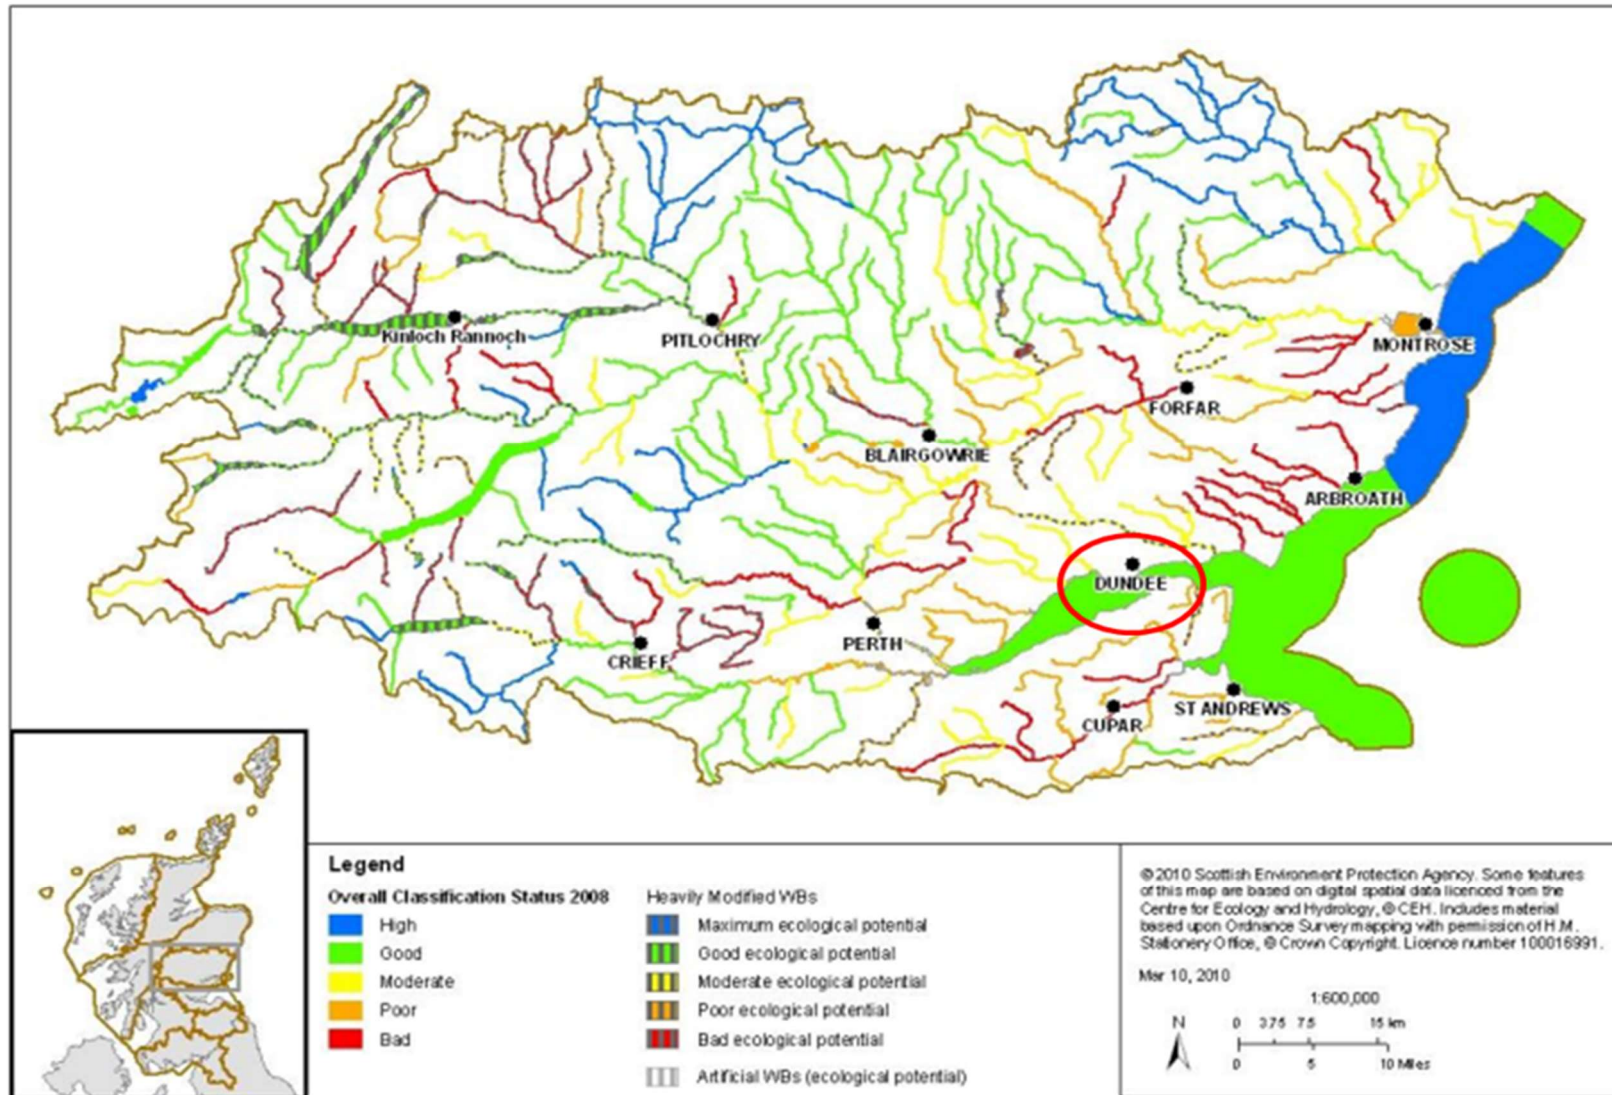 Kinloch Rannoch
PITLOCHRY
MONTROSE
FORFAR
BLAIRGOWRIE
ARBROATH
DUNDEE
PERTH
CRIEFF
ST ANDREWS
CUPAR
Legend
Overall Classification Status 2008
High
Good
Moderate
Poor
Bad
Heavily Modified WBs
Maximum ecological potential
Good ecological potential
Moderate ecological potential
Poor ecological potential
Bad ecological potential
Artificial WBs (ecological potential)
©2010 Scottish Environment Protection Agency. Some features
of this map are based on digital spatial data licenced from the
Centre for Ecology and Hydrology, © CEH. Includes material
based upon Ordnance Survey mapping with permission of H.M.
Stationery Office, © Crown Copyright. Licence number 100016991.
Mar 10, 2010
1:600,000
N
0 3.75 7.5 15 km
0 5 10 Miles